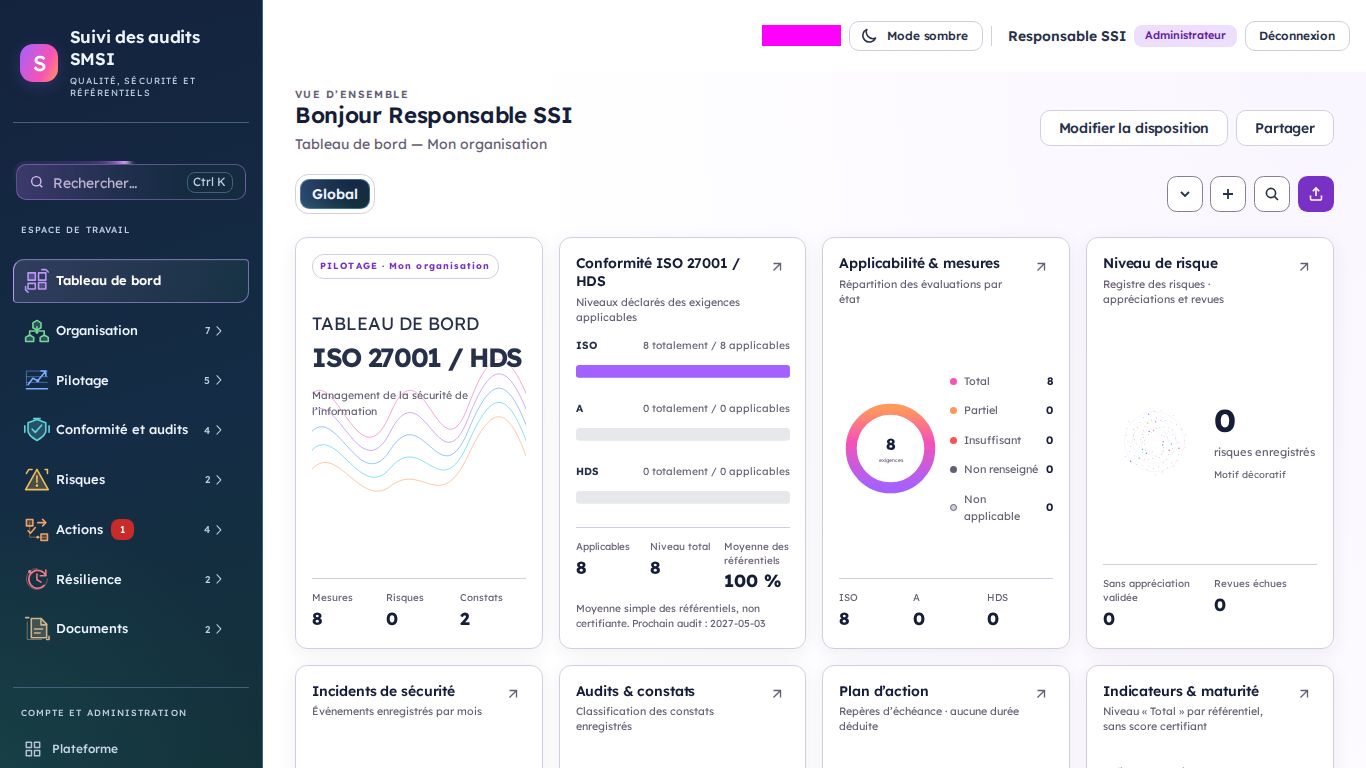 Suivi des audits
SMSI
QUALITÉ, SÉCURITÉ ET
RÉFÉRENTIELS
S
Rechercher…
Ctrl K
ESPACE DE TRAVAIL
Tableau de bord
Organisation
7
Pilotage
5
Conformité et audits
4
Risques
2
Actions
1
4
Résilience
2
Documents
2
COMPTE ET ADMINISTRATION
Plateforme
Mode sombre
Responsable SSI
Administrateur
Déconnexion
VUE D'ENSEMBLE
Bonjour Responsable SSI
Tableau de bord — Mon organisation
Modifier la disposition
Partager
Global
PILOTAGE · Mon organisation
TABLEAU DE BORD
ISO 27001 / HDS
Management de la sécurité de
l'information
Mesures
Risques
Constats
8
0
2
Conformité ISO 27001 /
HDS
Niveaux déclarés des exigences
applicables
ISO
8 totalement / 8 applicables
A
0 totalement / 0 applicables
HDS
0 totalement / 0 applicables
Applicables
Niveau total
Moyenne des
référentiels
8
8
100 %
Moyenne simple des référentiels, non
certifiante. Prochain audit : 2027-05-03
Applicabilité & mesures
Répartition des évaluations par
état
8
exigences
Total
8
Partiel
0
Insuffisant
0
Non renseigné
0
Non
applicable
0
ISO
A
HDS
8
0
0
Niveau de risque
Registre des risques ·
appréciations et revues
0
risques enregistrés
Motif décoratif
Sans appréciation
validée
Revues échues
0
0
Incidents de sécurité
Événements enregistrés par mois
Audits & constats
Classification des constats
enregistrés
Plan d'action
Repères d'échéance · aucune durée
déduite
Indicateurs & maturité
Niveau « Total » par référentiel,
sans score certifiant